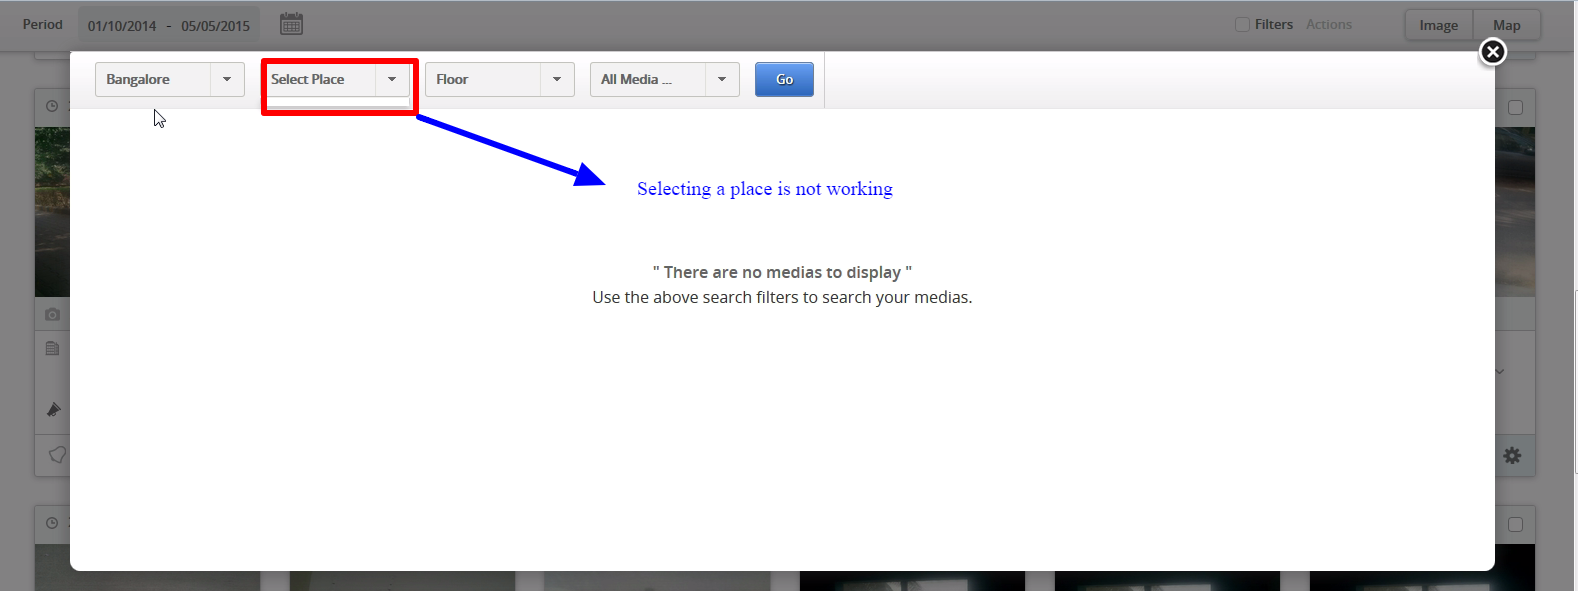 Period 01/10/2014 - 05/05/2015 Filters Actions Image Map
Bangalore Select Place Floor All Media ... Go
Selecting a place is not working
" There are no medias to display "
Use the above search filters to search your medias.